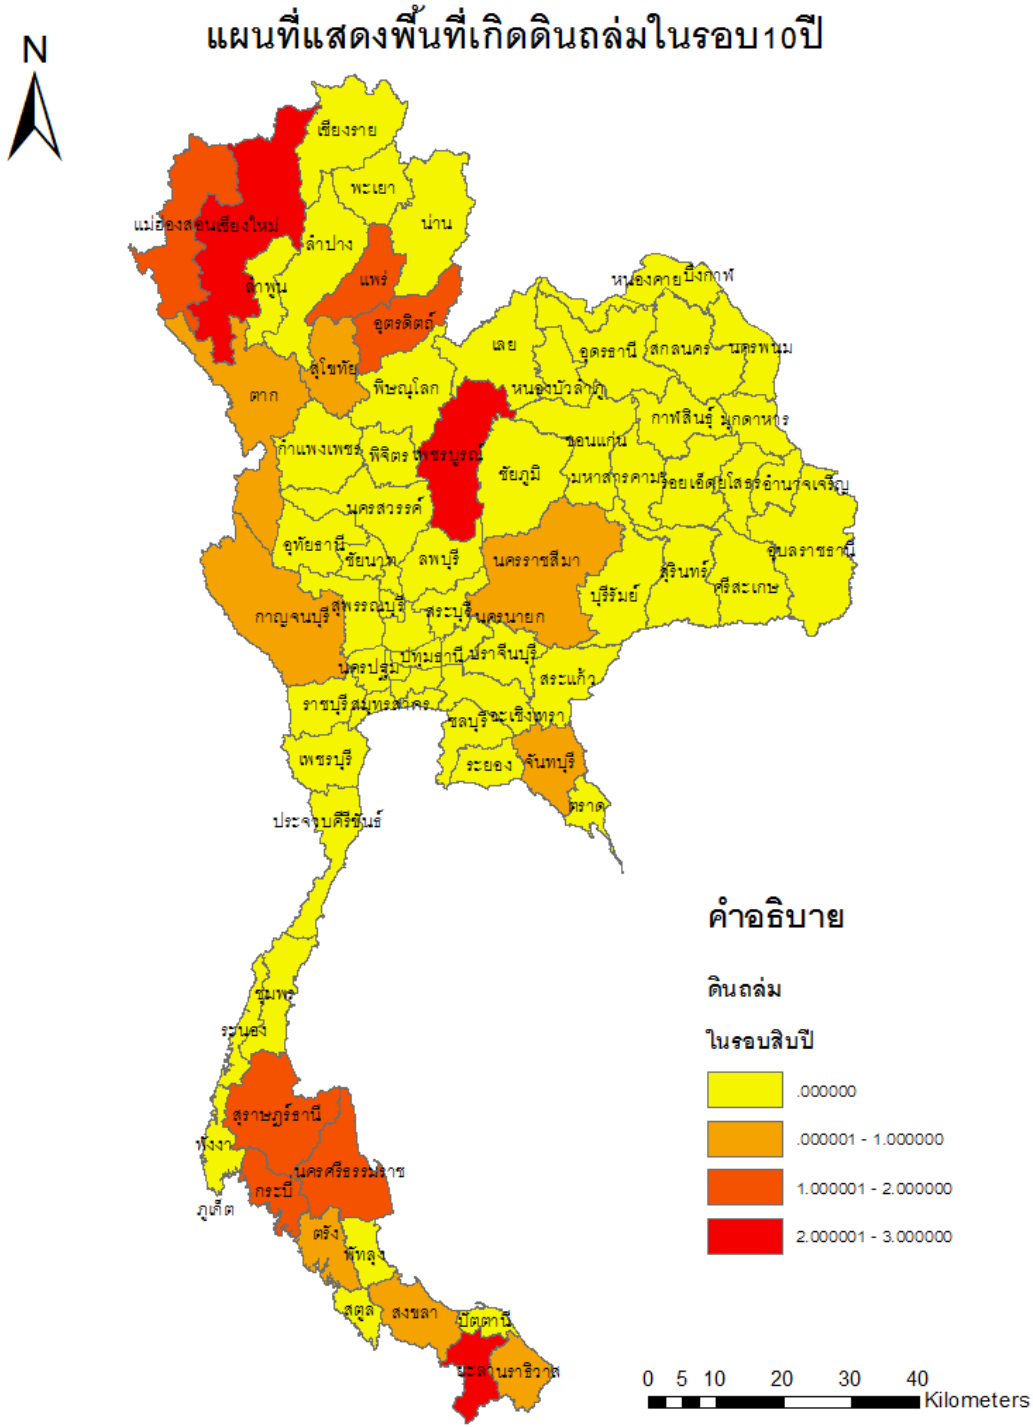 แผนที่แสดงพื้นที่เกิดดินถล่มในรอบ10ปี
N
เชียงราย
พะเยา
น่าน
แม่ฮ่องสอน
เชียงใหม่
ลำปาง
แพร่
ลำพูน
อุตรดิตถ์
หนองคาย
บึงกาฬ
เลย
อุดรธานี
สกลนคร
นครพนม
สุโขทัย
ตาก
พิษณุโลก
หนองบัวลำภู
กาฬสินธุ์
มุกดาหาร
กำแพงเพชร
พิจิตร
เพชรบูรณ์
ขอนแก่น
ชัยภูมิ
มหาสารคาม
ร้อยเอ็ด
ยโสธร
อำนาจเจริญ
นครสวรรค์
อุทัยธานี
ชัยนาท
ลพบุรี
นครราชสีมา
บุรีรัมย์
สุรินทร์
ศรีสะเกษ
อุบลราชธานี
กาญจนบุรี
สุพรรณบุรี
สระบุรี
นครนายก
นครปฐม
ปทุมธานี
ปราจีนบุรี
สระแก้ว
ราชบุรี
สมุทรสาคร
ชลบุรี
ฉะเชิงเทรา
เพชรบุรี
ระยอง
จันทบุรี
ตราด
ประจวบคีรีขันธ์
คำอธิบาย
ดินถล่ม
ในรอบสิบปี
.000000
.000001 - 1.000000
1.000001 - 2.000000
2.000001 - 3.000000
ชุมพร
ระนอง
สุราษฎร์ธานี
พังงา
นครศรีธรรมราช
กระบี่
ภูเก็ต
ตรัง
พัทลุง
สตูล
สงขลา
ปัตตานี
ยะลา
นราธิวาส
0 5 10 20 30 40
Kilometers